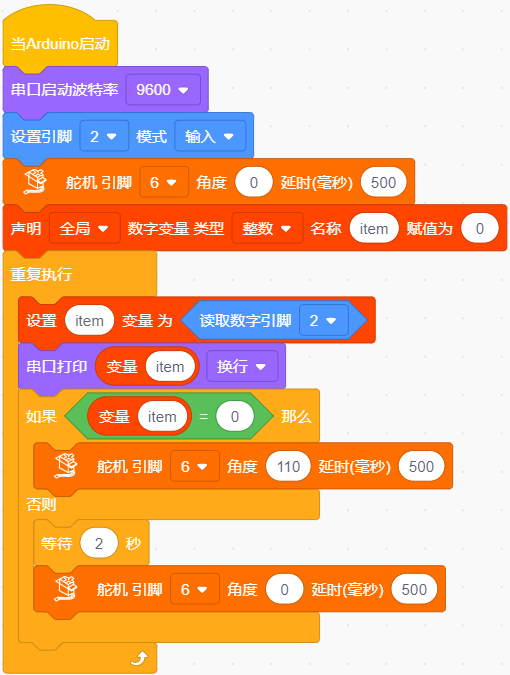 当Arduino启动
串口启动波特率 9600
设置引脚 2 模式 输入
舵机 引脚 6 角度 0 延时(毫秒) 500
声明 全局 数字变量 类型 整数 名称 item 赋值为 0
重复执行
设置 item 变量 为 读取数字引脚 2
串口打印 变量 item 换行
如果 变量 item = 0 那么
舵机 引脚 6 角度 110 延时(毫秒) 500
否则
等待 2 秒
舵机 引脚 6 角度 0 延时(毫秒) 500